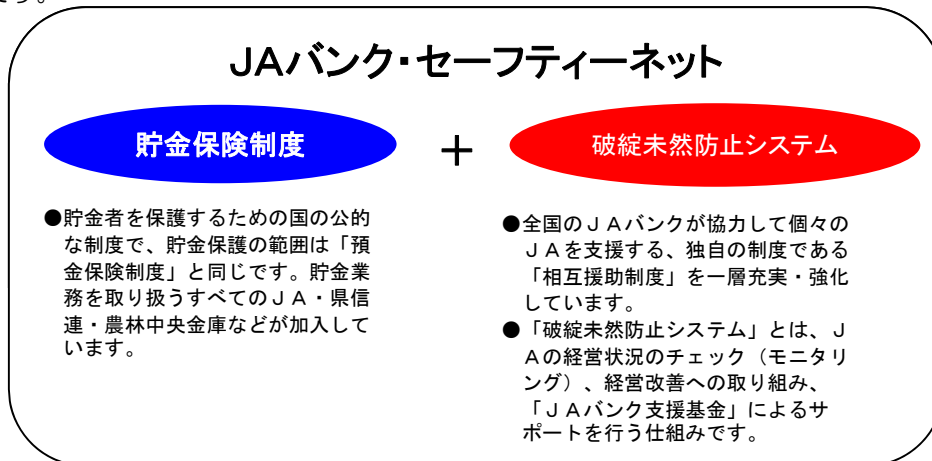 です。
JAバンク・セーフティーネット
貯金保険制度
＋
破綻未然防止システム
●貯金者を保護するための国の公的
な制度で、貯金保護の範囲は「預
金保険制度」と同じです。貯金業
務を取り扱うすべてのＪＡ・県信
連・農林中央金庫などが加入して
います。
●全国のＪＡバンクが協力して個々の
ＪＡを支援する、独自の制度である
「相互援助制度」を一層充実・強化
しています。
●「破綻未然防止システム」とは、Ｊ
Ａの経営状況のチェック（モニタリ
ング）、経営改善への取り組み、
「ＪＡバンク支援基金」によるサ
ポートを行う仕組みです。